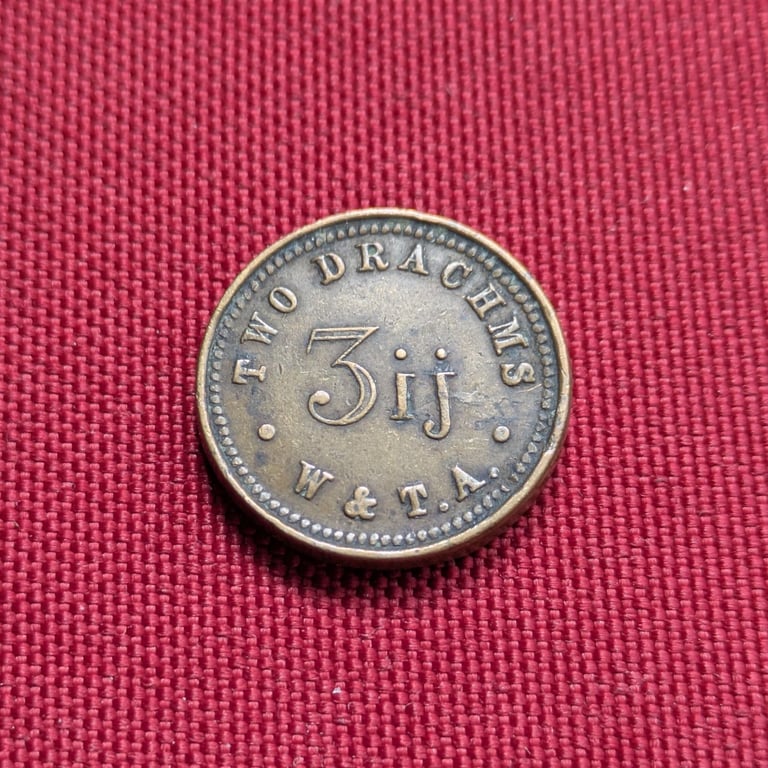 TWO DRACHMS
ʒij
W & T.A.